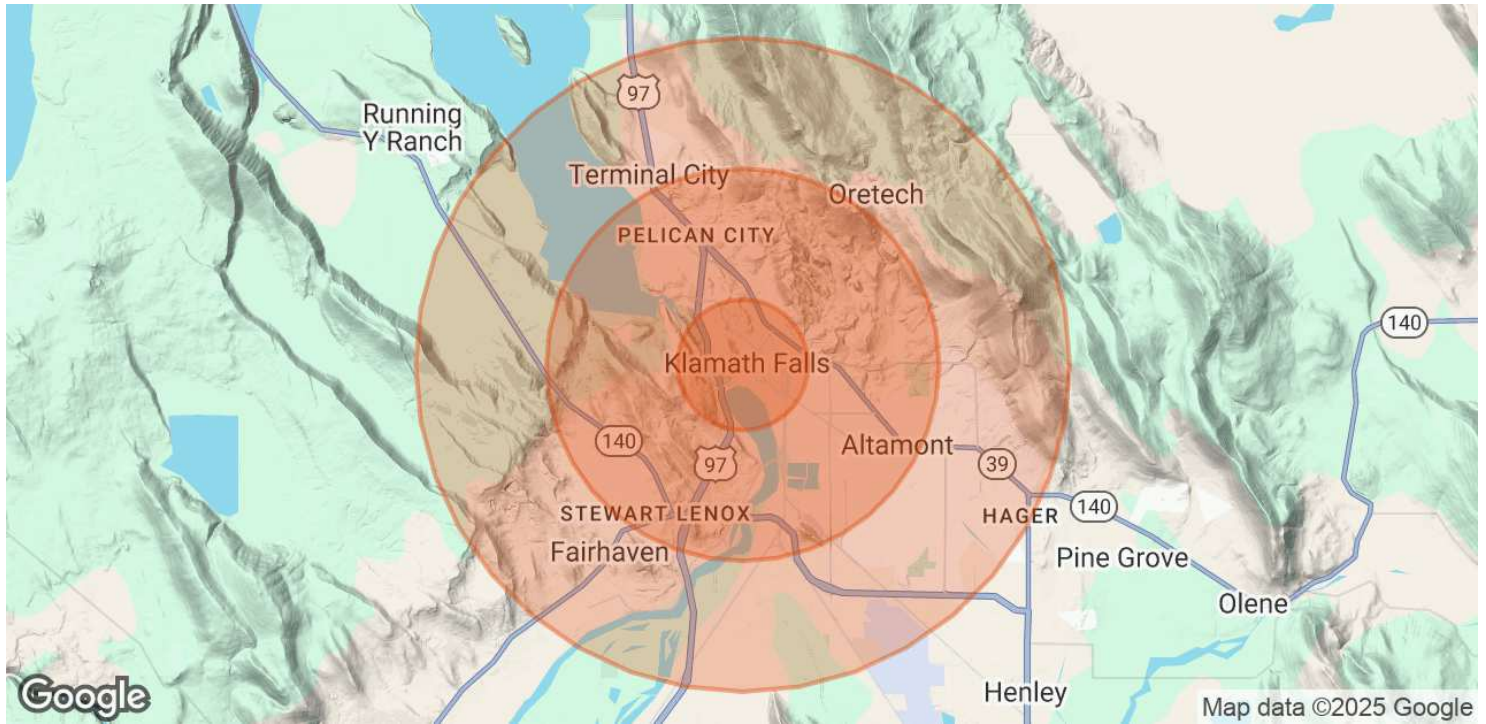 97
Running
Y Ranch
Terminal City
Oretech
PELICAN CITY
140
Klamath Falls
140
Altamont
97
39
STEWART LENOX
HAGER
140
Fairhaven
Pine Grove
Olene
Henley
Google
Map data ©2025 Google